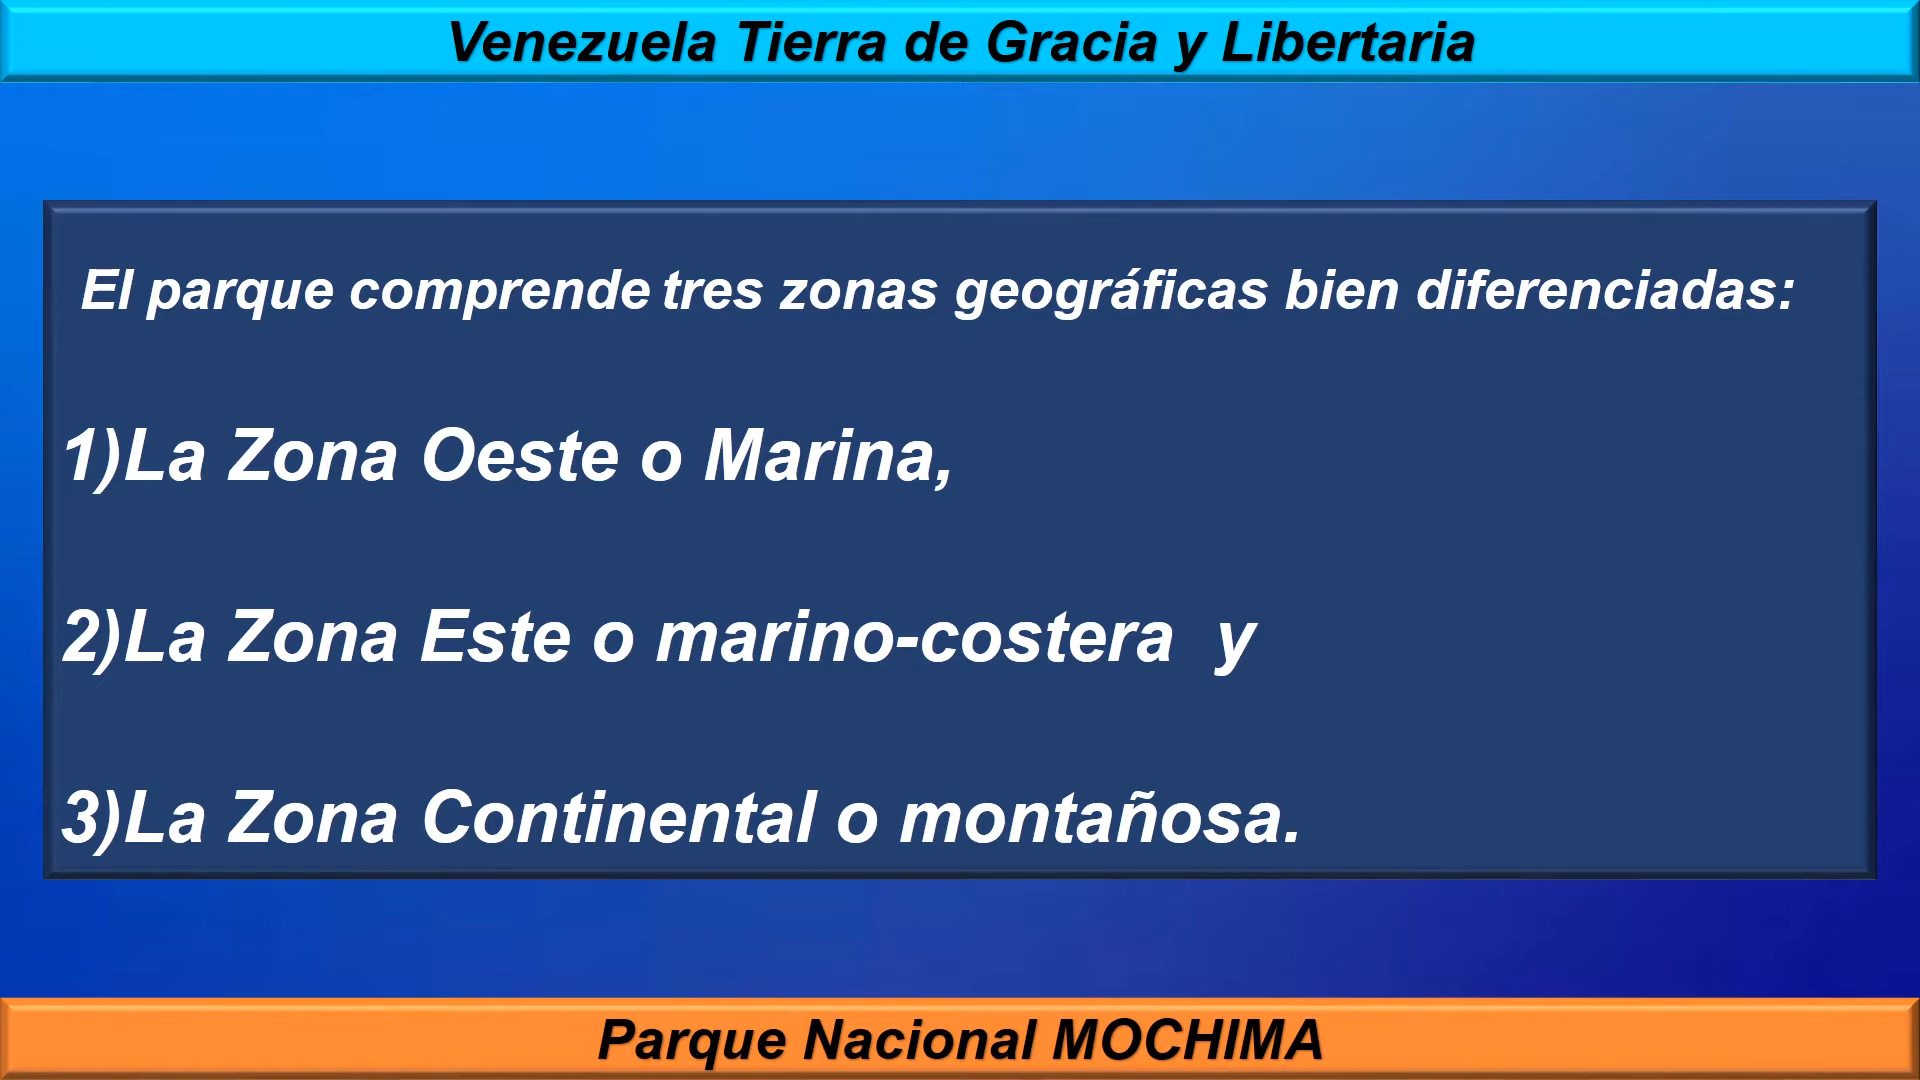 Venezuela Tierra de Gracia y Libertaria
El parque comprende tres zonas geográficas bien diferenciadas:
1)La Zona Oeste o Marina,
2)La Zona Este o marino-costera  y
3)La Zona Continental o montañosa.
Parque Nacional MOCHIMA